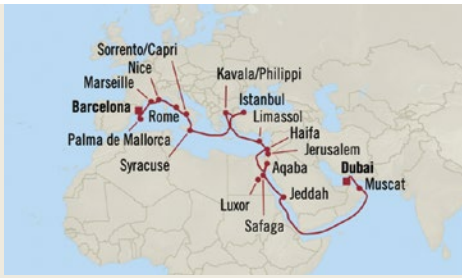 Sorrento/Capri
Nice
Marseille
Barcelona
Rome
Palma de Mallorca
Syracuse
Kavala/Philippi
Istanbul
Limassol
Haifa
Jerusalem
Aqaba
Dubai
Muscat
Luxor
Jeddah
Safaga